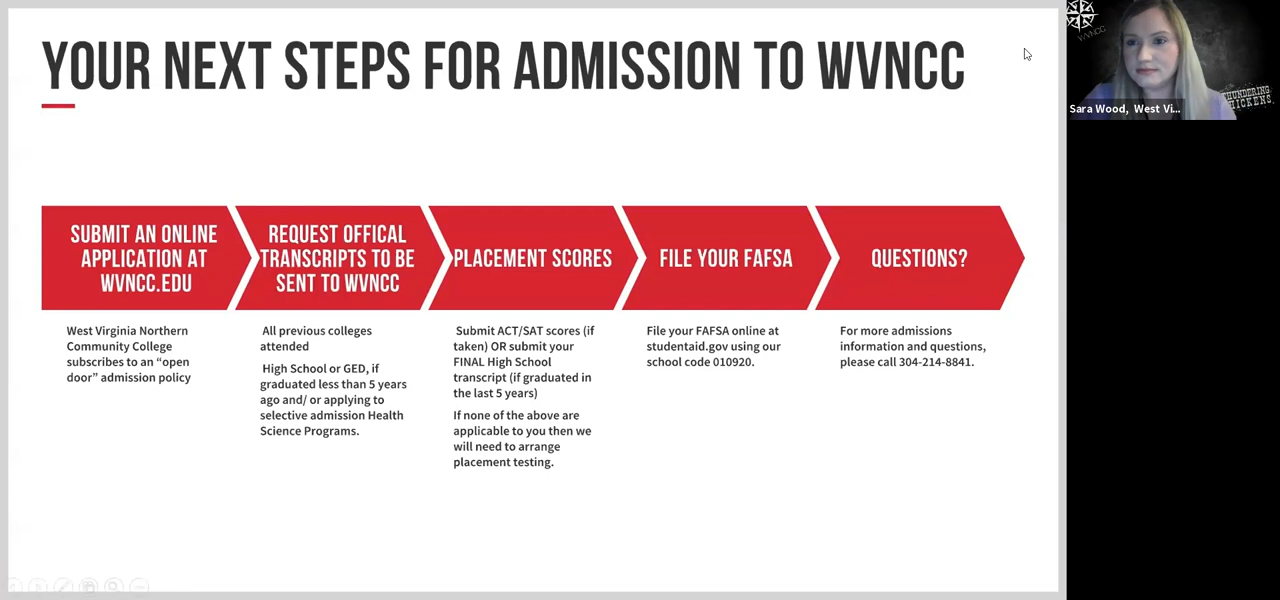 YOUR NEXT STEPS FOR ADMISSION TO WVNCC
SUBMIT AN ONLINE
APPLICATION AT
WVNCC.EDU
West Virginia Northern
Community College
subscribes to an “open
door” admission policy
REQUEST OFFICAL
TRANSCRIPTS TO BE
SENT TO WVNCC
All previous colleges
attended
High School or GED, if
graduated less than 5 years
ago and/ or applying to
selective admission Health
Science Programs.
PLACEMENT SCORES
Submit ACT/SAT scores (if
taken) OR submit your
FINAL High School
transcript (if graduated in
the last 5 years)
If none of the above are
applicable to you then we
will need to arrange
placement testing.
FILE YOUR FAFSA
File your FAFSA online at
studentaid.gov using our
school code 010920.
QUESTIONS?
For more admissions
information and questions,
please call 304-214-8841.
WVNCC
HUNDERING
HICKENS
Sara Wood, West Vi...